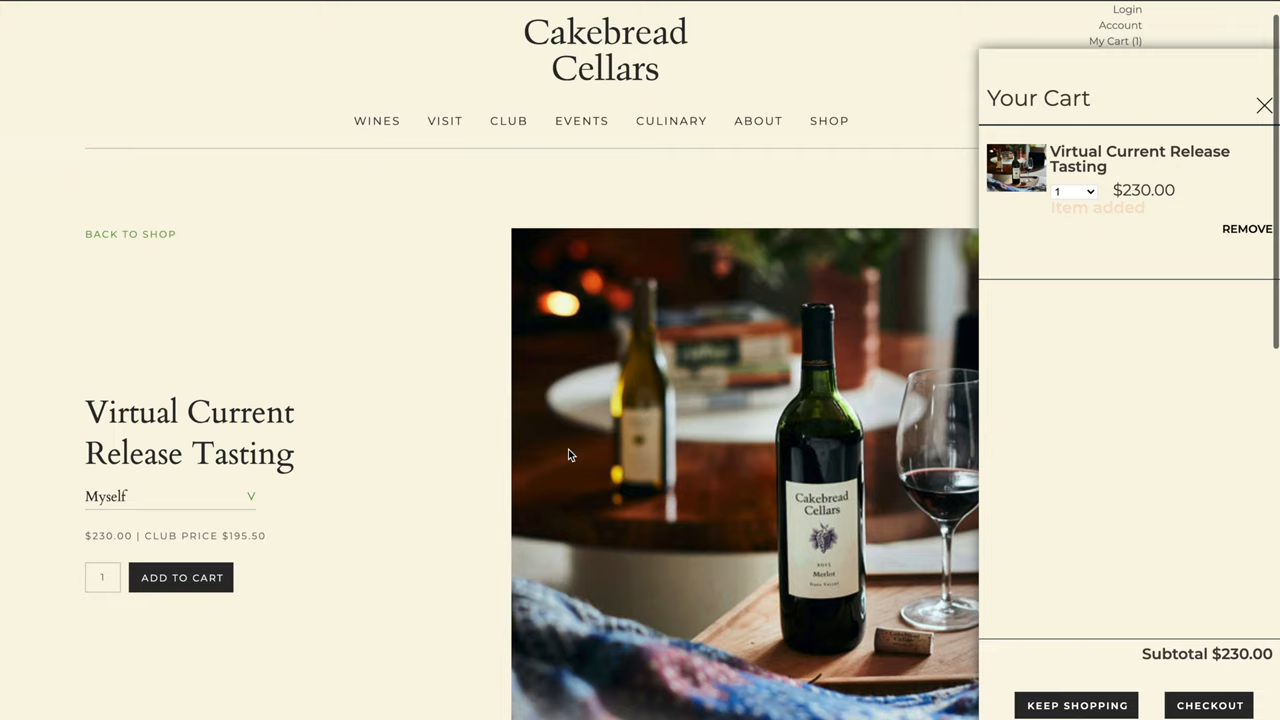 Login
Account
My Cart (1)
Cakebread
Cellars
WINES VISIT CLUB EVENTS CULINARY ABOUT SHOP
BACK TO SHOP
Virtual Current
Release Tasting
Myself V
$230.00 | CLUB PRICE $195.50
1 ADD TO CART
Cakebread
Cellars
Merlot
Your Cart
Virtual Current Release
Tasting
1 $230.00
Item added
REMOVE
Subtotal $230.00
KEEP SHOPPING CHECKOUT